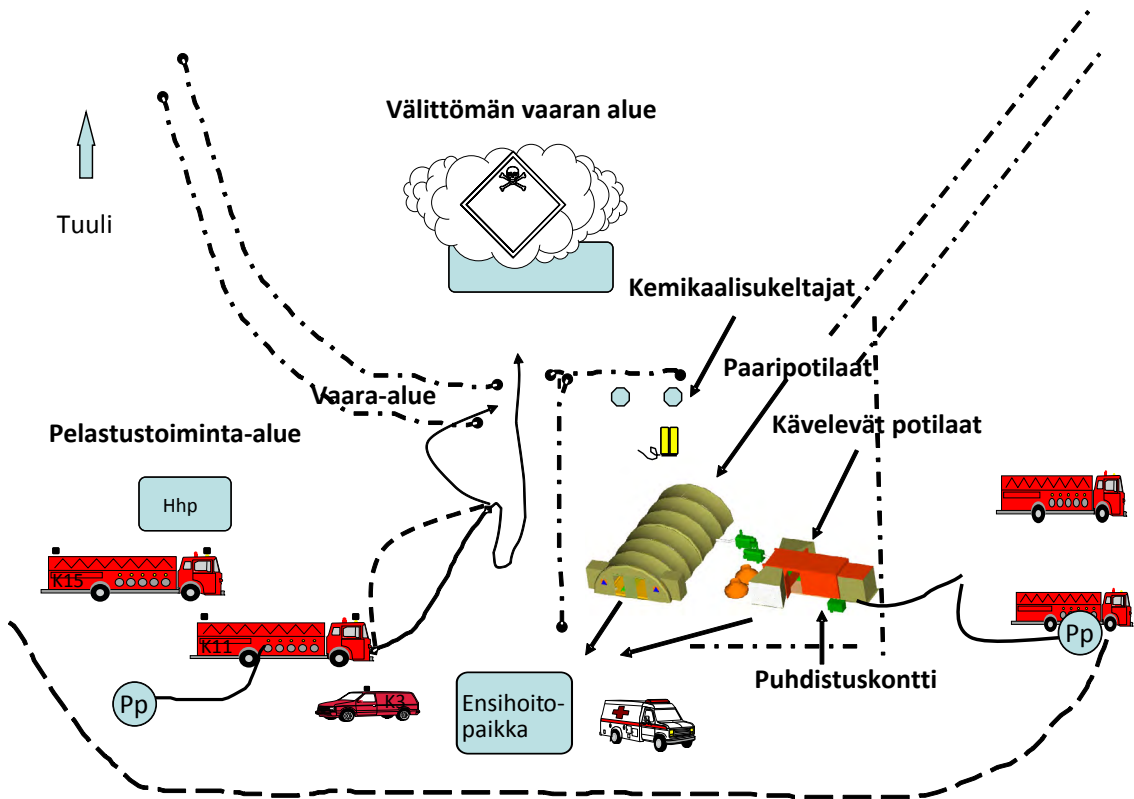 Välittömän vaaran alue
Tuuli
Kemikaalisukeltajat
Paaripotilaat
Vaara-alue
Kävelevät potilaat
Pelastustoiminta-alue
Hhp
K15
K11
Pp
Pp
Puhdistuskontti
K3
Ensihoito-
paikka